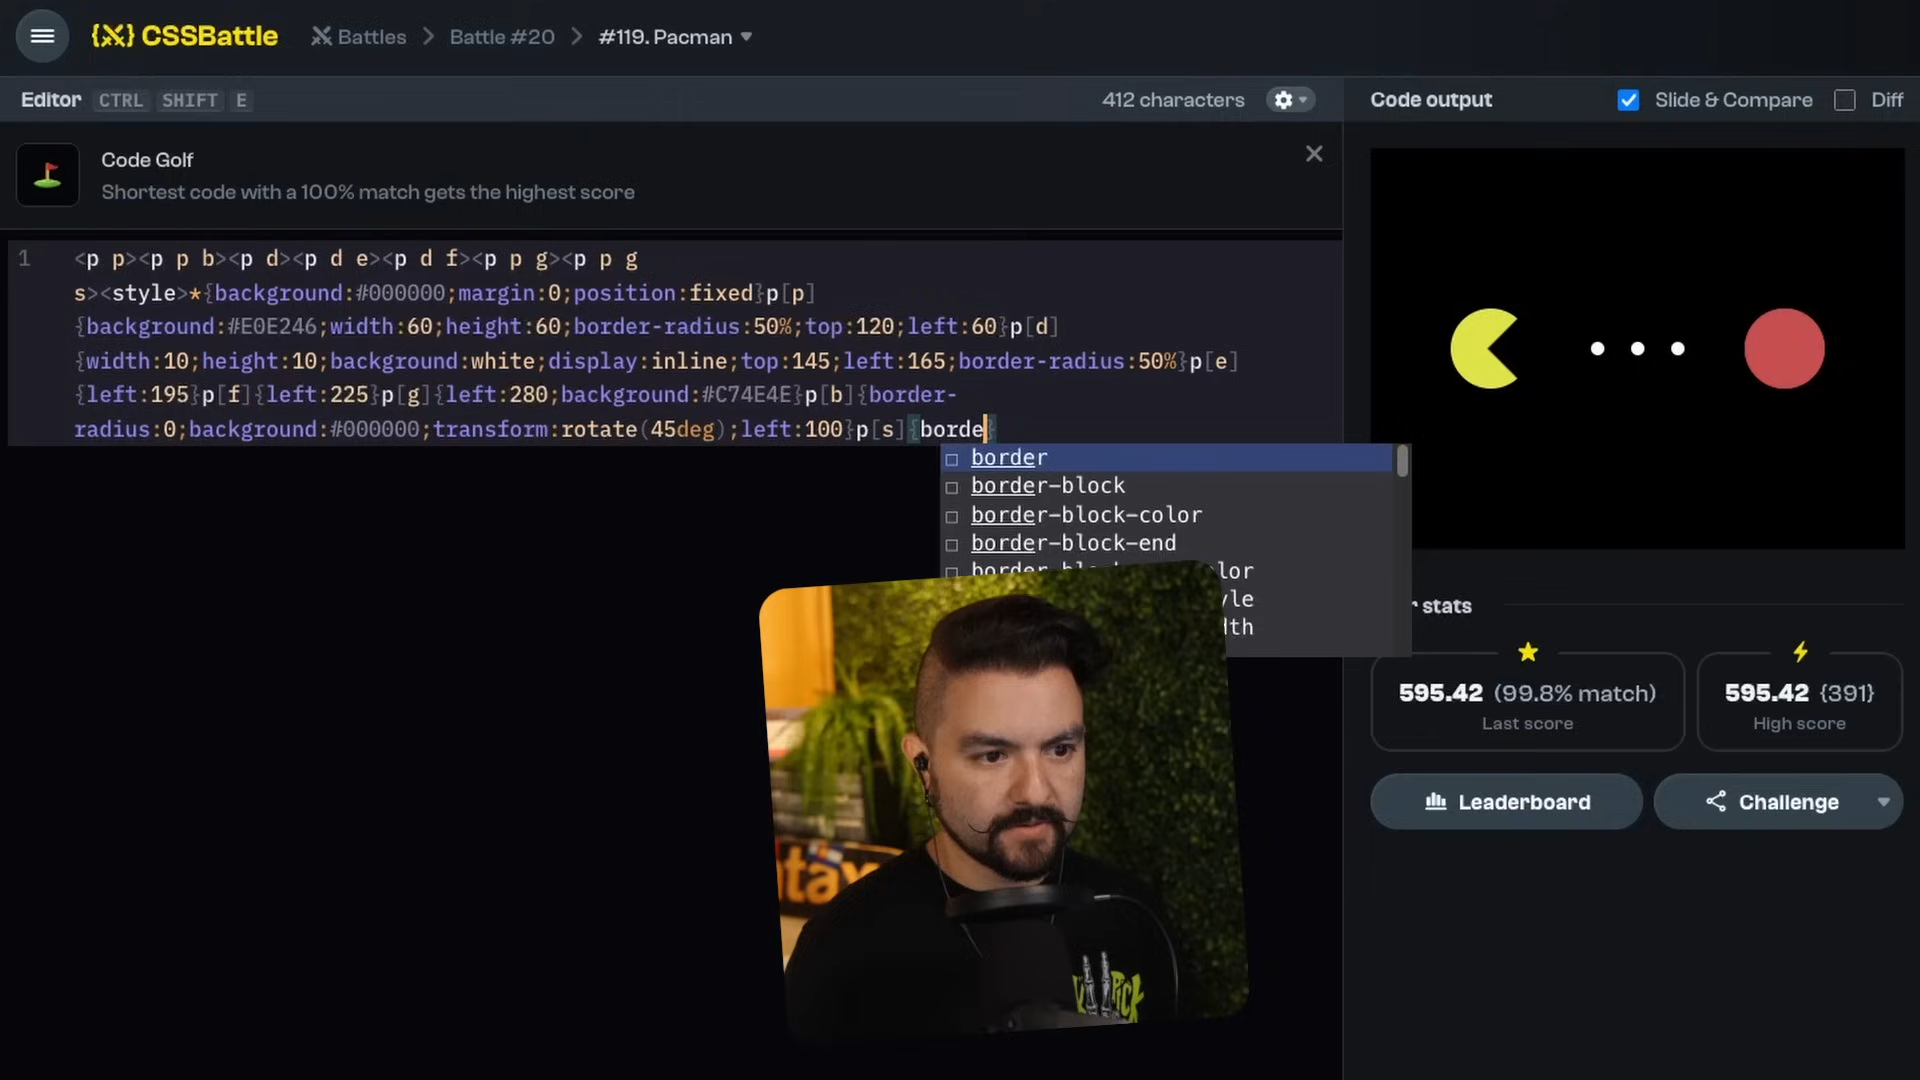 {X} CSSBattle
Battles
Battle #20
#119. Pacman
Editor CTRL SHIFT E
412 characters
Code output
Slide & Compare
Diff
Code Golf
Shortest code with a 100% match gets the highest score
1
<p p><p p b><p d><p d e><p d f><p p g><p p g
s><style>*{background:#000000;margin:0;position:fixed}p[p]
{background:#E0E246;width:60;height:60;border-radius:50%;top:120;left:60}p[d]
{width:10;height:10;background:white;display:inline;top:145;left:165;border-radius:50%}p[e]
{left:195}p[f]{left:225}p[g]{left:280;background:#C74E4E}p[b]{border-
radius:0;background:#000000;transform:rotate(45deg);left:100}p[s]{borde}
border
border-block
border-block-color
border-block-end
lor
yle
dth
r stats
595.42 (99.8% match)
Last score
595.42 {391}
High score
Leaderboard
Challenge